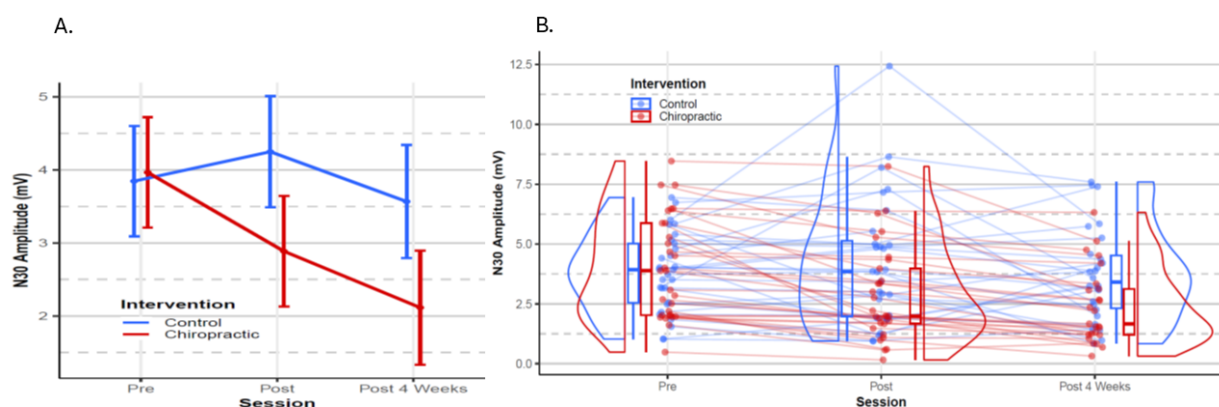 A.
N30 Amplitude (mV)
5
4
3
2
Intervention
Control
Chiropractic
Pre
Post
Post 4 Weeks
Session
B.
N30 Amplitude (mV)
12.5
10.0
7.5
5.0
2.5
0.0
Intervention
Control
Chiropractic
Pre
Post
Post 4 Weeks
Session